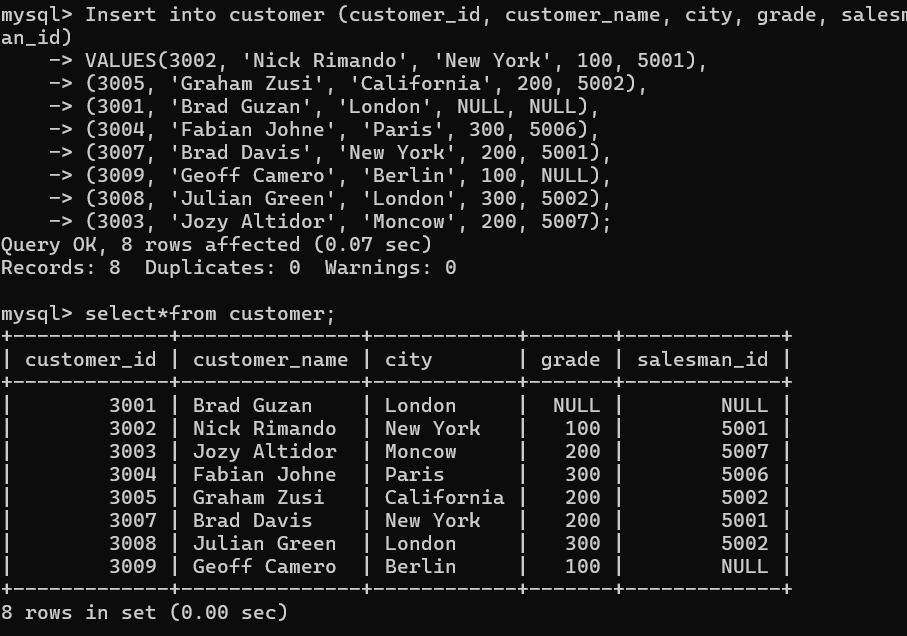 mysql> Insert into customer (customer_id, customer_name, city, grade, salesm
an_id)
    -> VALUES(3002, 'Nick Rimando', 'New York', 100, 5001),
    -> (3005, 'Graham Zusi', 'California', 200, 5002),
    -> (3001, 'Brad Guzan', 'London', NULL, NULL),
    -> (3004, 'Fabian Johne', 'Paris', 300, 5006),
    -> (3007, 'Brad Davis', 'New York', 200, 5001),
    -> (3009, 'Geoff Camero', 'Berlin', 100, NULL),
    -> (3008, 'Julian Green', 'London', 300, 5002),
    -> (3003, 'Jozy Altidor', 'Moncow', 200, 5007);
Query OK, 8 rows affected (0.07 sec)
Records: 8  Duplicates: 0  Warnings: 0

mysql> select*from customer;
+-------------+---------------+------------+-------+-------------+
| customer_id | customer_name | city       | grade | salesman_id |
+-------------+---------------+------------+-------+-------------+
|        3001 | Brad Guzan    | London     |  NULL |        NULL |
|        3002 | Nick Rimando  | New York   |   100 |        5001 |
|        3003 | Jozy Altidor  | Moncow     |   200 |        5007 |
|        3004 | Fabian Johne  | Paris      |   300 |        5006 |
|        3005 | Graham Zusi   | California |   200 |        5002 |
|        3007 | Brad Davis    | New York   |   200 |        5001 |
|        3008 | Julian Green  | London     |   300 |        5002 |
|        3009 | Geoff Camero  | Berlin     |   100 |        NULL |
+-------------+---------------+------------+-------+-------------+
8 rows in set (0.00 sec)